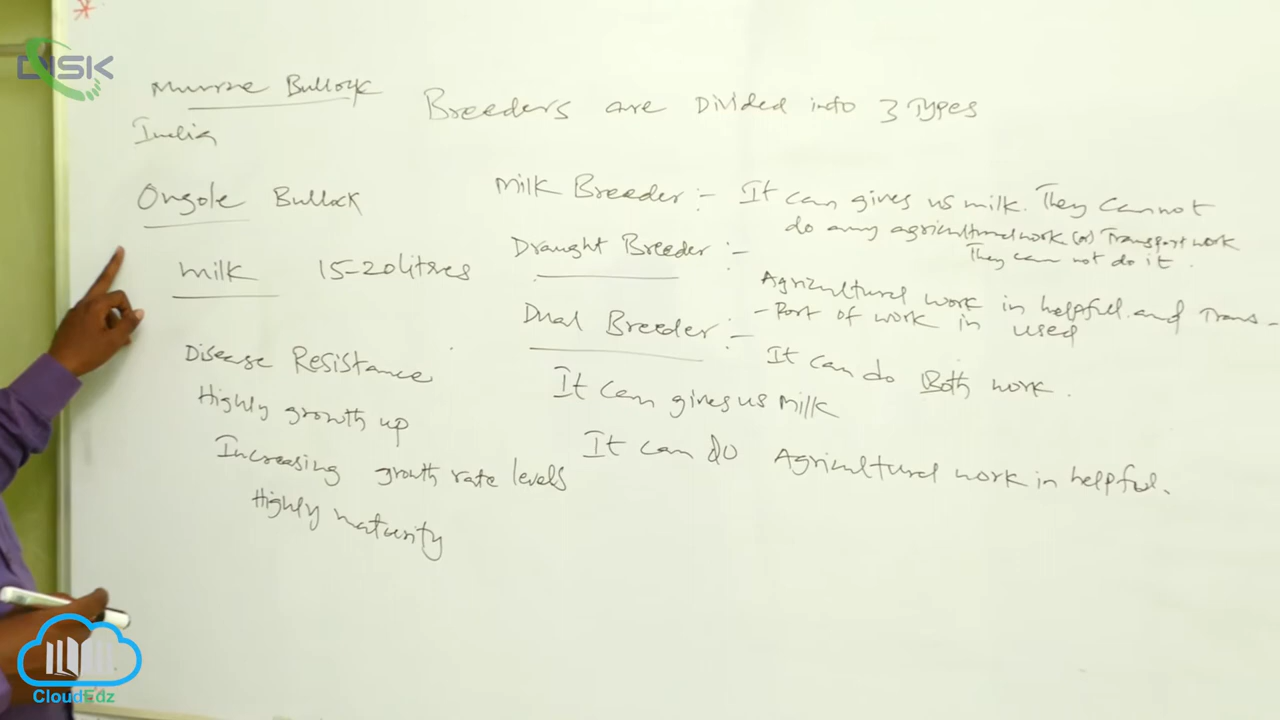 DISK
Murrae Bullock
India
Ongole Bullock
Milk 15-20 litres
Disease Resistance
Highly growth up
Increasing growth rate levels
Highly maturity
Breeders are Divided into 3 Types
Milk Breeder :- It can gives us milk. They cannot
do any agricultural work (or) Transport work
They can not do it.
Draught Breeder :-
Agricultural work in helpful and Trans-
-Port of work in used
Dual Breeder :-
It can do Both work.
It can gives us milk
It can do Agricultural work in helpful.
CloudEdz